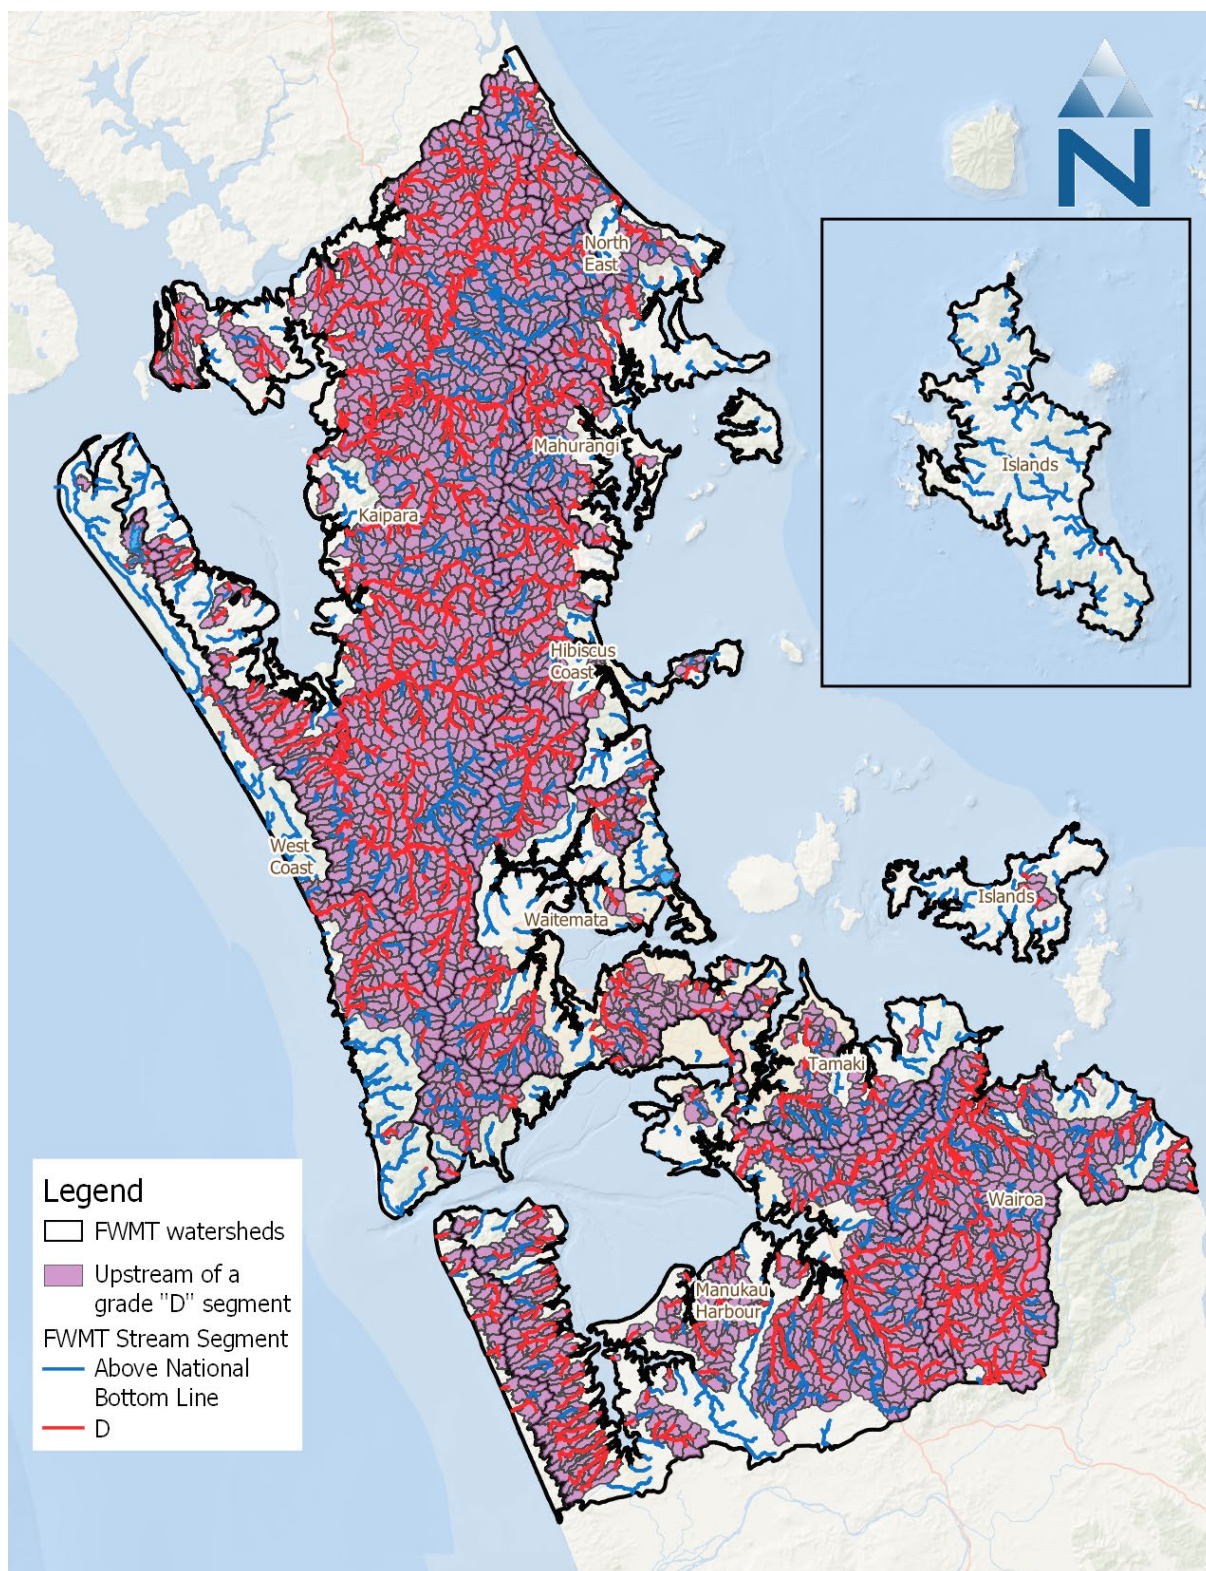 N
North
East
Islands
Mahurangi
Kaipara
Hibiscus
Coast
West
Coast
Islands
Waitemata
Tamaki
Wairoa
Manukau
Harbour
Legend
FWMT watersheds
Upstream of a
grade "D" segment
FWMT Stream Segment
Above National
Bottom Line
D